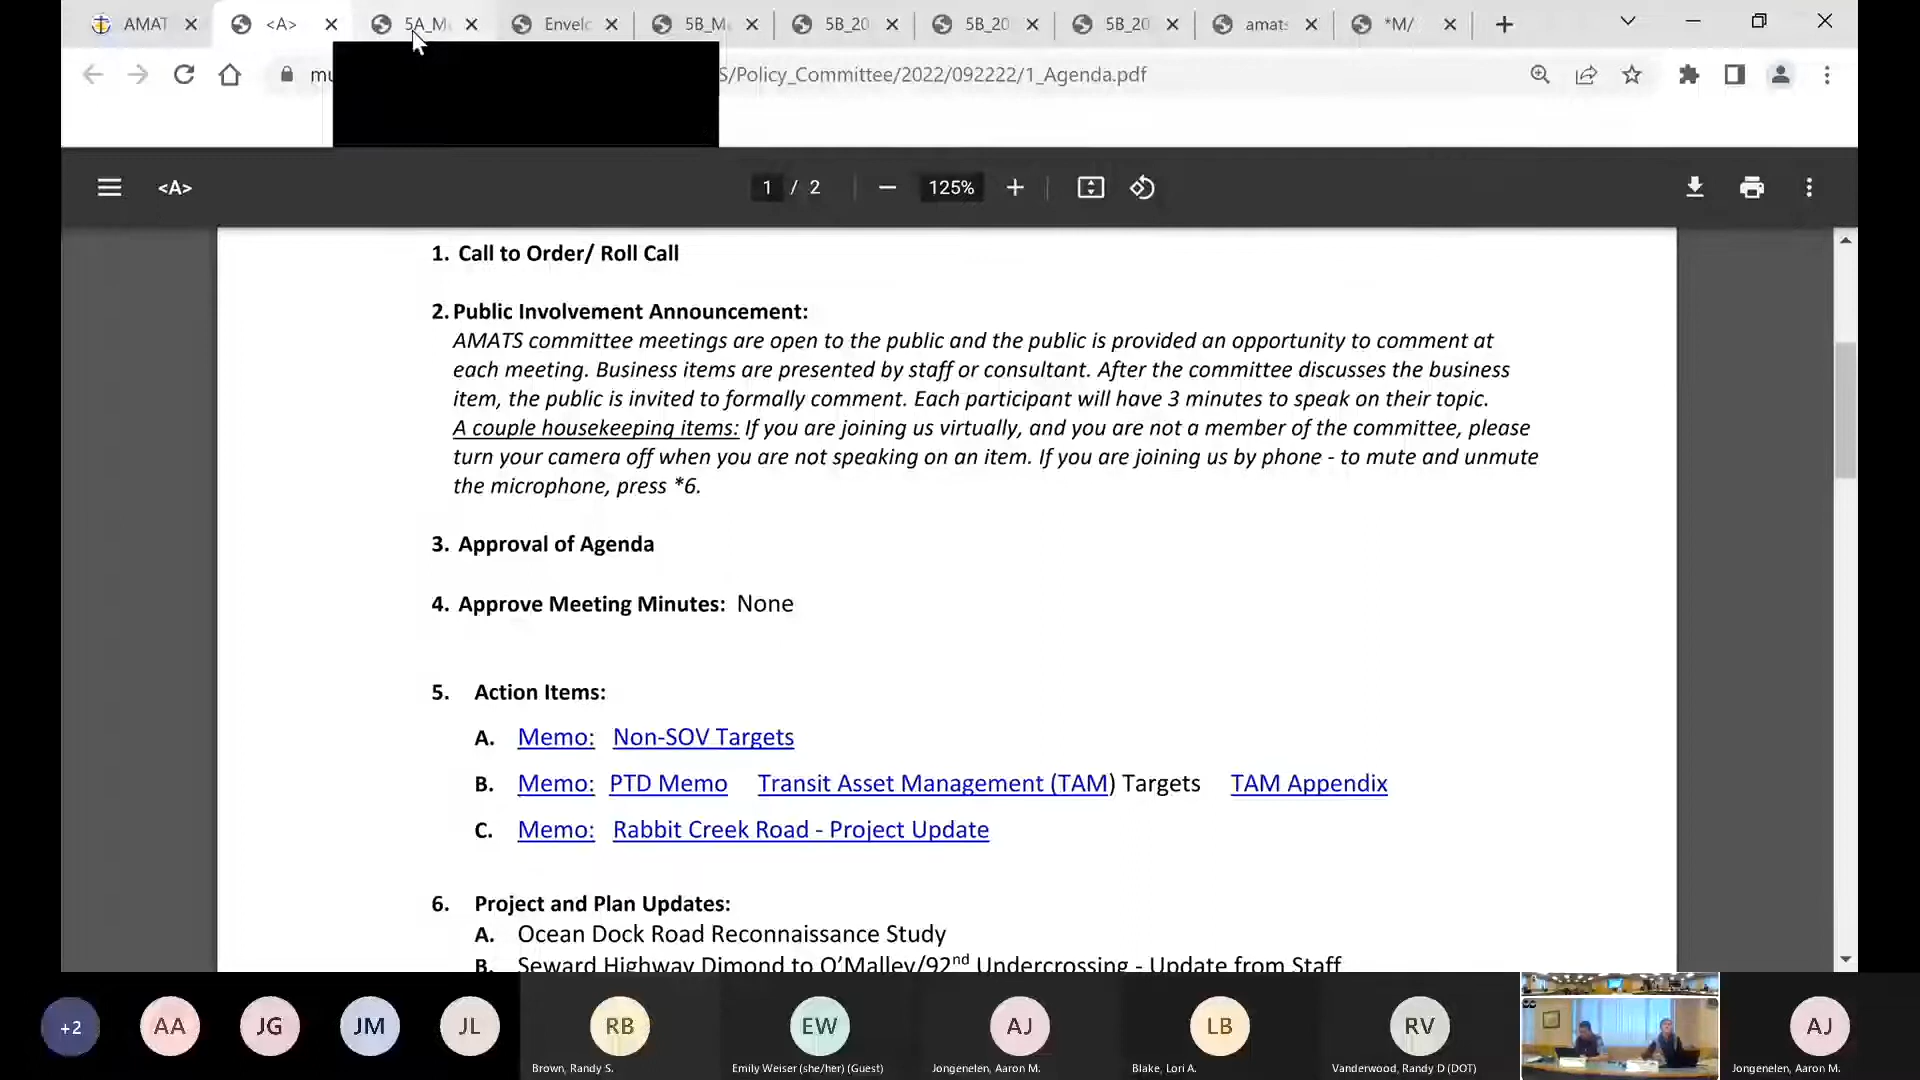 AMAT
<A>
5A_M
Envelo
5B_M
5B_20
5B_20
5B_20
amats
*M/
mu
S/Policy_Committee/2022/092222/1_Agenda.pdf
<A>
1 / 2
125%
1. Call to Order/ Roll Call
2. Public Involvement Announcement:
AMATS committee meetings are open to the public and the public is provided an opportunity to comment at
each meeting. Business items are presented by staff or consultant. After the committee discusses the business
item, the public is invited to formally comment. Each participant will have 3 minutes to speak on their topic.
A couple housekeeping items: If you are joining us virtually, and you are not a member of the committee, please
turn your camera off when you are not speaking on an item. If you are joining us by phone - to mute and unmute
the microphone, press *6.
3. Approval of Agenda
4. Approve Meeting Minutes: None
5. Action Items:
A. Memo: Non-SOV Targets
B. Memo: PTD Memo Transit Asset Management (TAM) Targets TAM Appendix
C. Memo: Rabbit Creek Road - Project Update
6. Project and Plan Updates:
A. Ocean Dock Road Reconnaissance Study
B. Seward Highway Dimond to O’Malley/92nd Undercrossing - Update from Staff
+2
AA
JG
JM
JL
RB
EW
AJ
LB
RV
AJ
Brown, Randy S.
Emily Weiser (she/her) (Guest)
Jongenelen, Aaron M.
Blake, Lori A.
Vanderwood, Randy D (DOT)
Jongenelen, Aaron M.